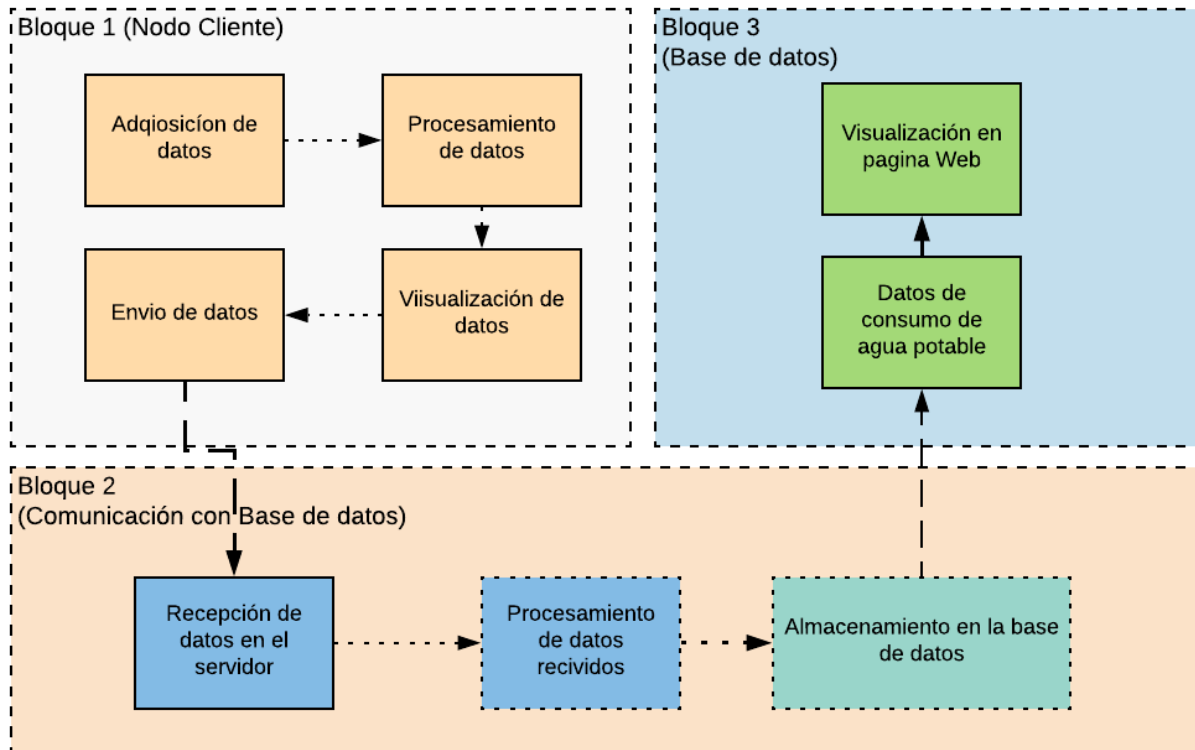 Bloque 1 (Nodo Cliente)
Adqiosicíon de
datos
Procesamiento
de datos
Viisualización de
datos
Envio de datos
Bloque 2
(Comunicación con Base de datos)
Recepción de
datos en el
servidor
Procesamiento
de datos
recividos
Almacenamiento en la base
de datos
Bloque 3
(Base de datos)
Visualización en
pagina Web
Datos de
consumo de
agua potable